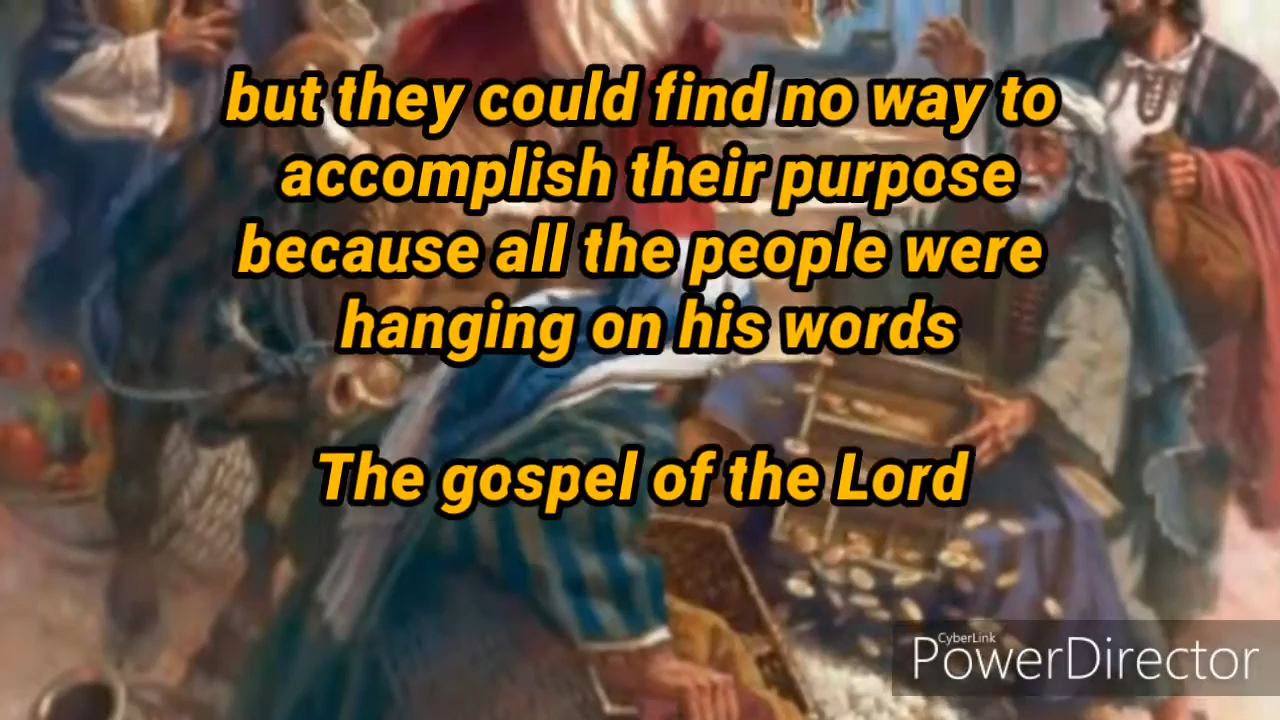 but they could find no way to
accomplish their purpose
because all the people were
hanging on his words
The gospel of the Lord
CyberLink
PowerDirector